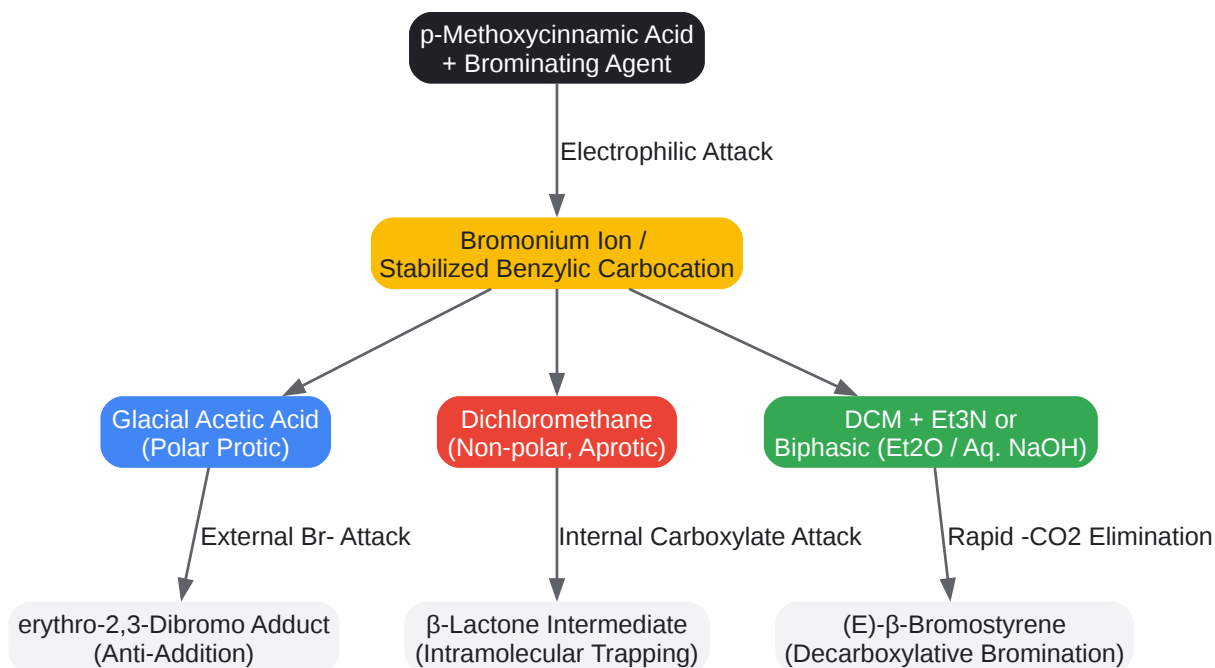 p-Methoxycinnamic Acid
+ Brominating Agent
Electrophilic Attack
Bromonium Ion /
Stabilized Benzylic Carbocation
Glacial Acetic Acid
(Polar Protic)
Dichloromethane
(Non-polar, Aprotic)
DCM + Et3N or
Biphasic (Et2O / Aq. NaOH)
External Br- Attack
Internal Carboxylate Attack
Rapid -CO2 Elimination
erythro-2,3-Dibromo Adduct
(Anti-Addition)
β-Lactone Intermediate
(Intramolecular Trapping)
(E)-β-Bromostyrene
(Decarboxylative Bromination)